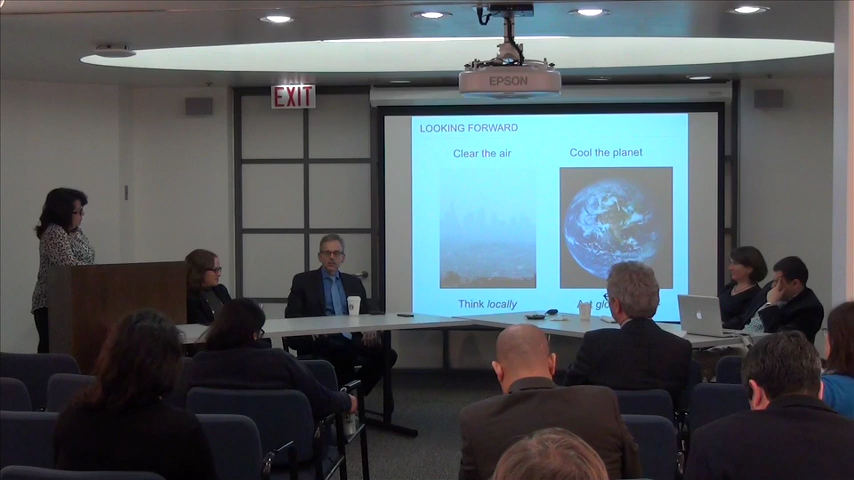 EPSON
EXIT
LOOKING FORWARD
Clear the air
Cool the planet
Think locally